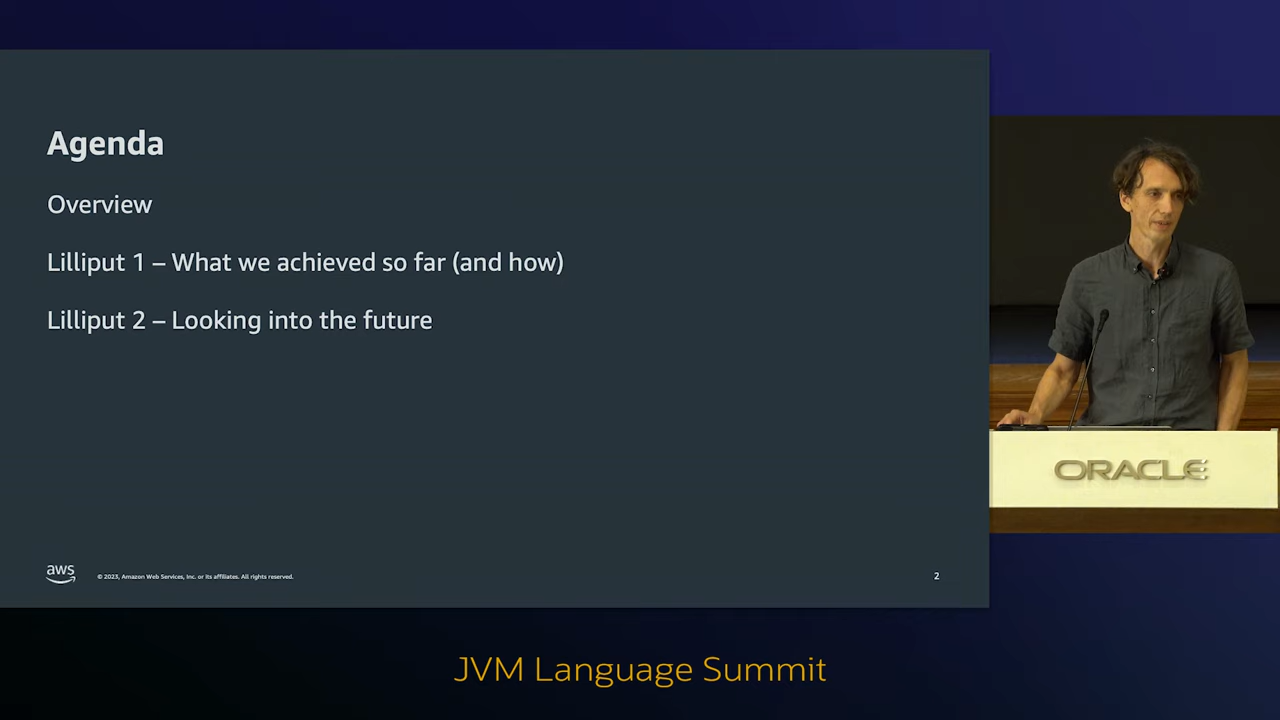 Agenda
Overview
Lilliput 1 – What we achieved so far (and how)
Lilliput 2 – Looking into the future
aws
© 2023, Amazon Web Services, Inc. or its affiliates. All rights reserved.
2
ORACLE
JVM Language Summit